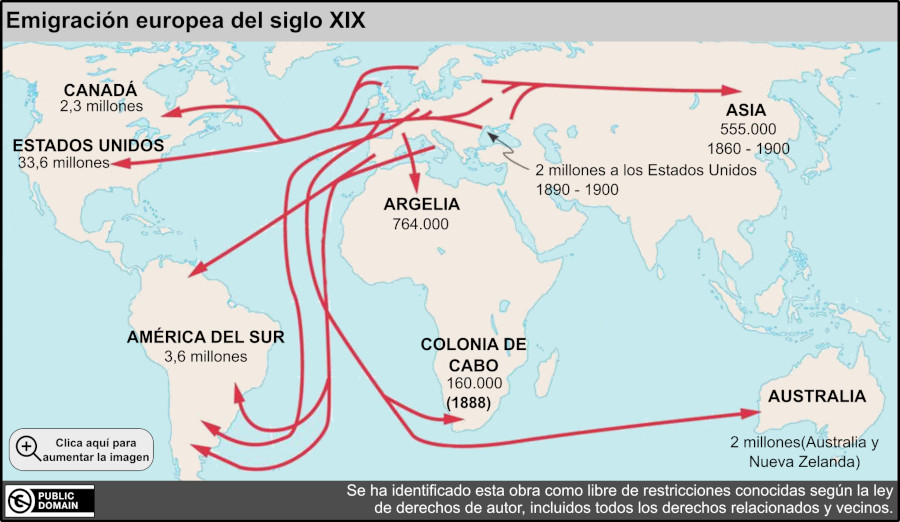 Emigración europea del siglo XIX
CANADÁ
2,3 millones
ESTADOS UNIDOS
33,6 millones
ASIA
555.000
1860 - 1900
2 millones a los Estados Unidos
1890 - 1900
ARGELIA
764.000
AMÉRICA DEL SUR
3,6 millones
COLONIA DE
CABO
160.000
(1888)
AUSTRALIA
2 millones(Australia y
Nueva Zelanda)
Clica aquí para
aumentar la imagen
PUBLIC
DOMAIN
Se ha identificado esta obra como libre de restricciones conocidas según la ley
de derechos de autor, incluidos todos los derechos relacionados y vecinos.